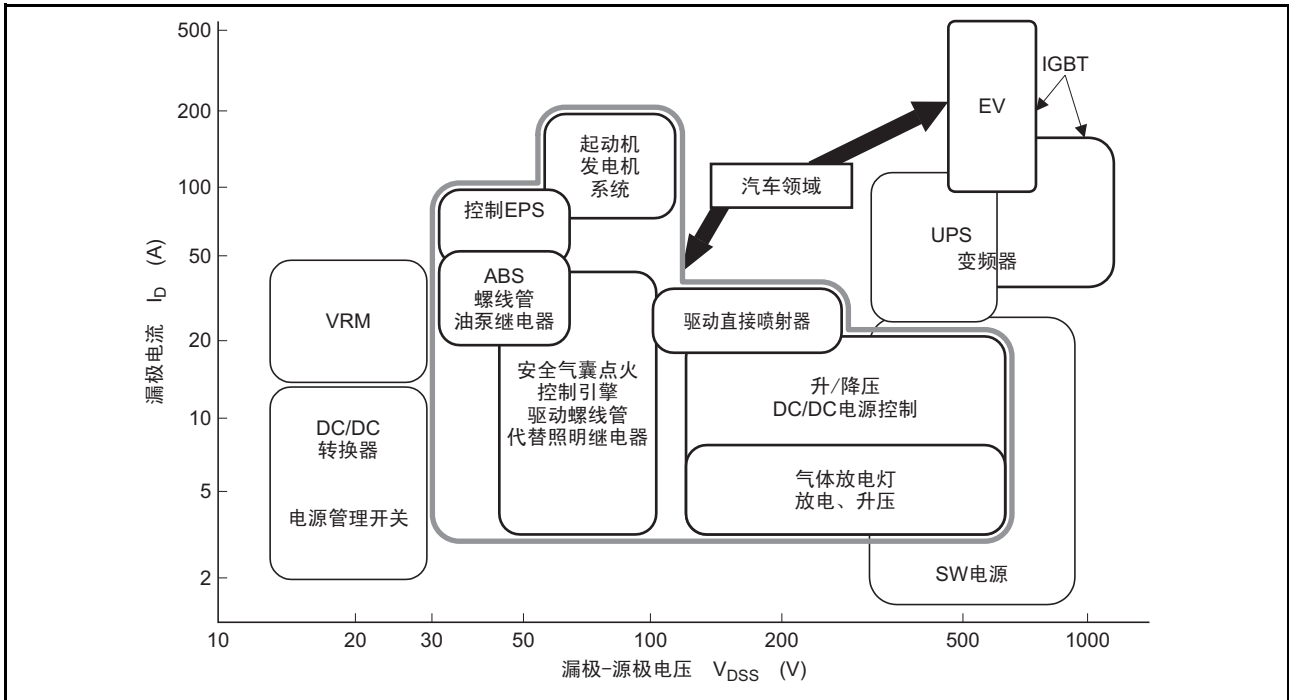 500
200
100
50
20
10
5
2
漏极电流 I_D (A)
10
20
30
50
100
200
500
1000
漏极-源极电压 V_DSS (V)
IGBT
EV
起动机
发电机
系统
汽车领域
控制EPS
UPS
变频器
ABS
螺线管
油泵继电器
VRM
驱动直接喷射器
安全气囊点火
控制引擎
驱动螺线管
代替照明继电器
升/降压
DC/DC电源控制
DC/DC
转换器
电源管理开关
气体放电灯
放电、升压
SW电源